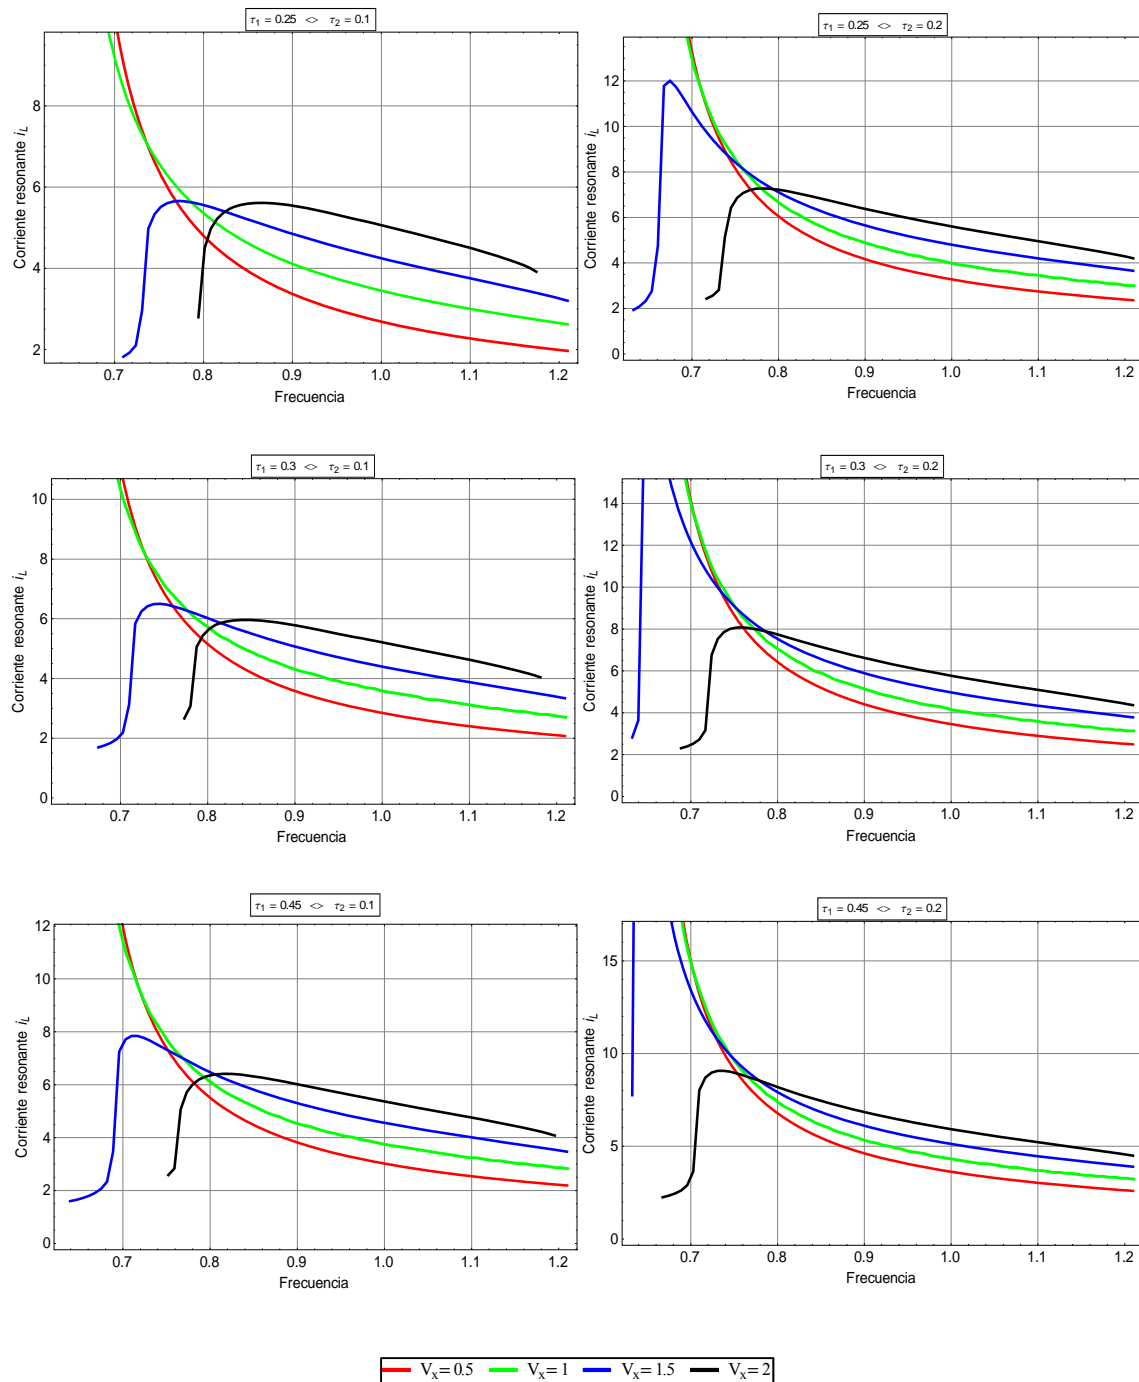 τ1 = 0.25 <> τ2 = 0.1
Corriente resonante iL
8
6
4
2
0.7 0.8 0.9 1.0 1.1 1.2
Frecuencia
τ1 = 0.25 <> τ2 = 0.2
Corriente resonante iL
12
10
8
6
4
2
0
0.7 0.8 0.9 1.0 1.1 1.2
Frecuencia
τ1 = 0.3 <> τ2 = 0.1
Corriente resonante iL
10
8
6
4
2
0
0.7 0.8 0.9 1.0 1.1 1.2
Frecuencia
τ1 = 0.3 <> τ2 = 0.2
Corriente resonante iL
14
12
10
8
6
4
2
0
0.7 0.8 0.9 1.0 1.1 1.2
Frecuencia
τ1 = 0.45 <> τ2 = 0.1
Corriente resonante iL
12
10
8
6
4
2
0
0.7 0.8 0.9 1.0 1.1 1.2
Frecuencia
τ1 = 0.45 <> τ2 = 0.2
Corriente resonante iL
15
10
5
0
0.7 0.8 0.9 1.0 1.1 1.2
Frecuencia
Vx= 0.5 Vx= 1 Vx= 1.5 Vx= 2